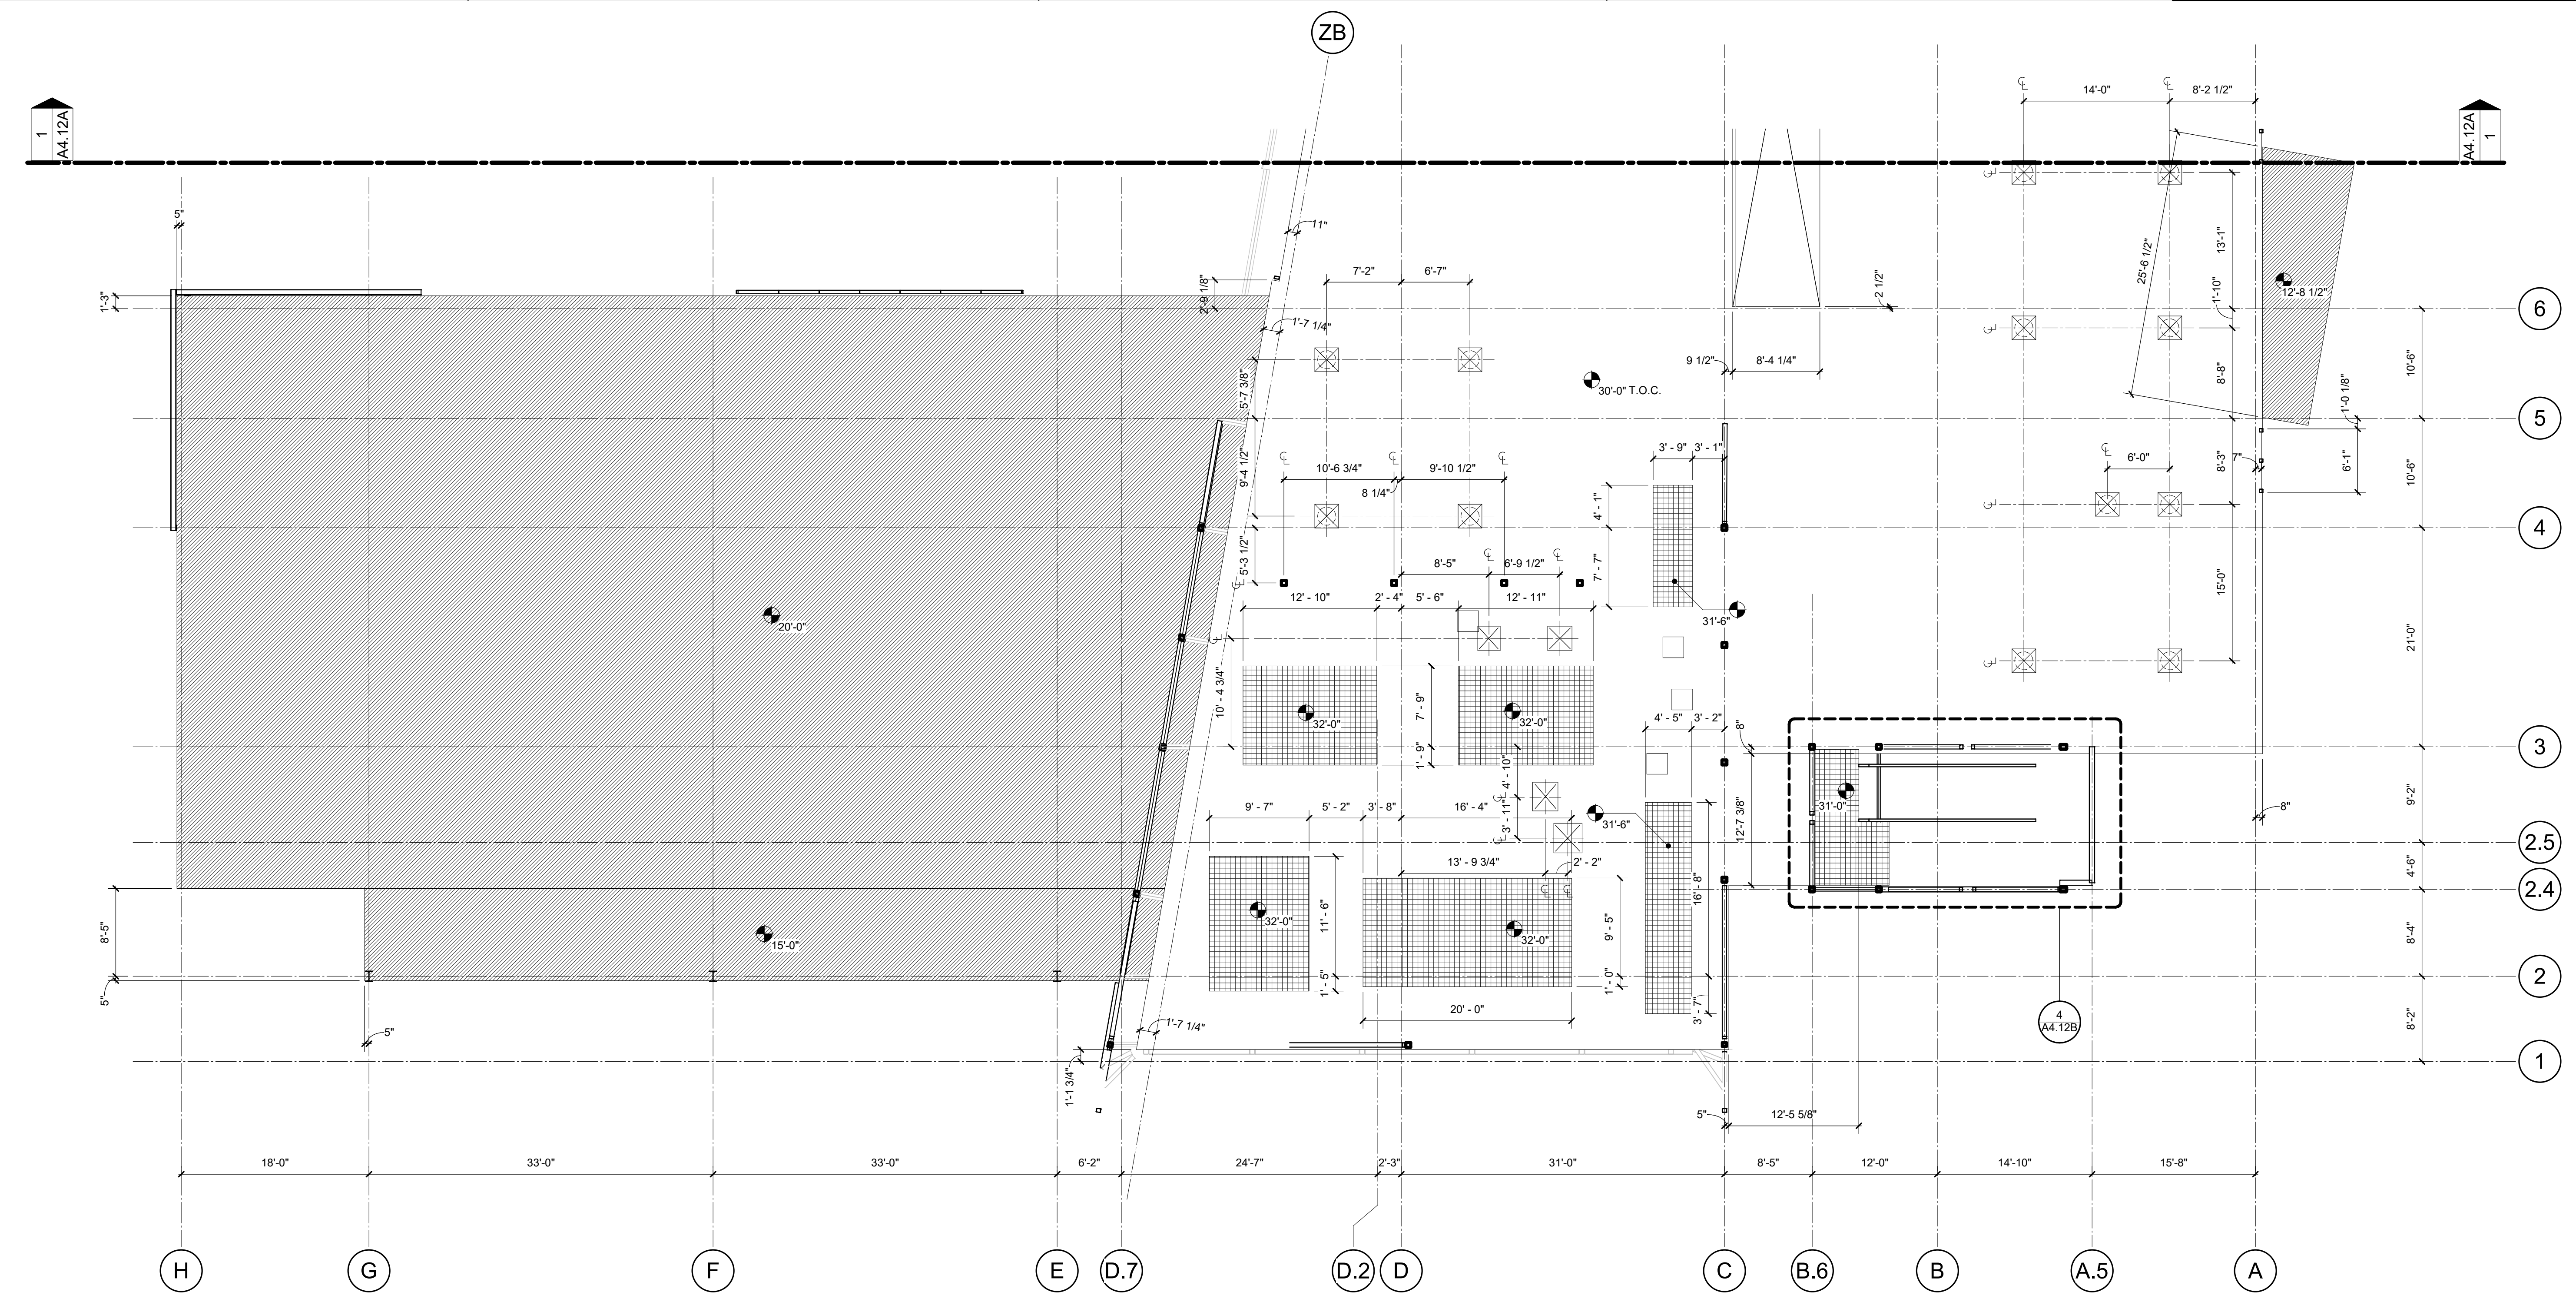 ZB
14'-0"
8'-2 1/2"
1
A4.12A
A4.12A
1
5"
11"
13'-1"
25'-6 1/2"
1'-3"
2'-9 1/8"
7'-2"
6'-7"
2 1/2"
1'-10"
12'-8 1/2"
6
1'-7 1/4"
9 1/2"
8'-4 1/4"
5'-7 3/8"
30'-0" T.O.C.
8'-8"
10'-6"
1'-0 1/8"
5
3' - 9"
3' - 1"
9'-4 1/2"
10'-6 3/4"
9'-10 1/2"
8 1/4"
6'-0"
8'-3"
7"
6'-1"
10'-6"
4' - 1"
4
5'-3 1/2"
8'-5"
6'-9 1/2"
7' - 7"
15'-0"
12' - 10"
2' - 4"
5' - 6"
12' - 11"
31'-6"
20'-0"
21'-0"
10' - 4 3/4"
7' - 9"
32'-0"
32'-0"
4' - 5"
3' - 2"
8"
3
1' - 9"
4' - 10"
9'-2"
31'-0"
8"
9' - 7"
5' - 2"
3' - 8"
16' - 4"
3' - 11"
31'-6"
12'-7 3/8"
2.5
13' - 9 3/4"
2' - 2"
4'-6"
16' - 8"
2.4
8'-5"
15'-0"
32'-0"
11' - 6"
32'-0"
9' - 5"
8'-4"
2
5"
1' - 5"
1' - 0"
3' - 7"
20' - 0"
4
A4.12B
5"
1'-7 1/4"
8'-2"
1
1'-1 3/4"
5"
12'-5 5/8"
18'-0"
33'-0"
33'-0"
6'-2"
24'-7"
2'-3"
31'-0"
8'-5"
12'-0"
14'-10"
15'-8"
H
G
F
E
D.7
D.2
D
C
B.6
B
A.5
A